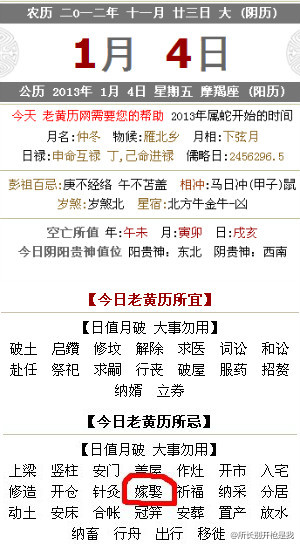 农历 二〇一二年 十一月 廿三日 大 (阴历)
1月 4日
公历 2013年 1月 4日 星期五 摩羯座 (阳历)
今天 老黄历网需要您的帮助 2013年属蛇开始的时间
月名:仲冬 物候:雁北乡 月相:下弦月
日禄:申命互禄 丁,己命进禄 儒略日:2456296.5
彭祖百忌:庚不经络 午不苫盖 相冲:马日冲(甲子)鼠
岁煞:岁煞北 星宿:北方牛金牛-凶
空亡所值 年:午未 月:寅卯 日:戌亥
今日阴阳贵神值位 阳贵神:东北 阴贵神:西南
【今日老黄历所宜】
【日值月破 大事勿用】
破土 启鑽 修坟 解除 求医 词讼 和讼
赴任 祭祀 求嗣 行丧 破屋 服药 招赘
纳婿 立券
【今日老黄历所忌】
【日值月破 大事勿用】
上梁 竖柱 安门 盖屋 作灶 开市 入宅
修造 开仓 针灸 嫁娶 祈福 纳采 分居
动土 安床 合帐 冠笄 安葬 置产 放水
纳畜 行舟 出行 移徙
@所长别开枪是我